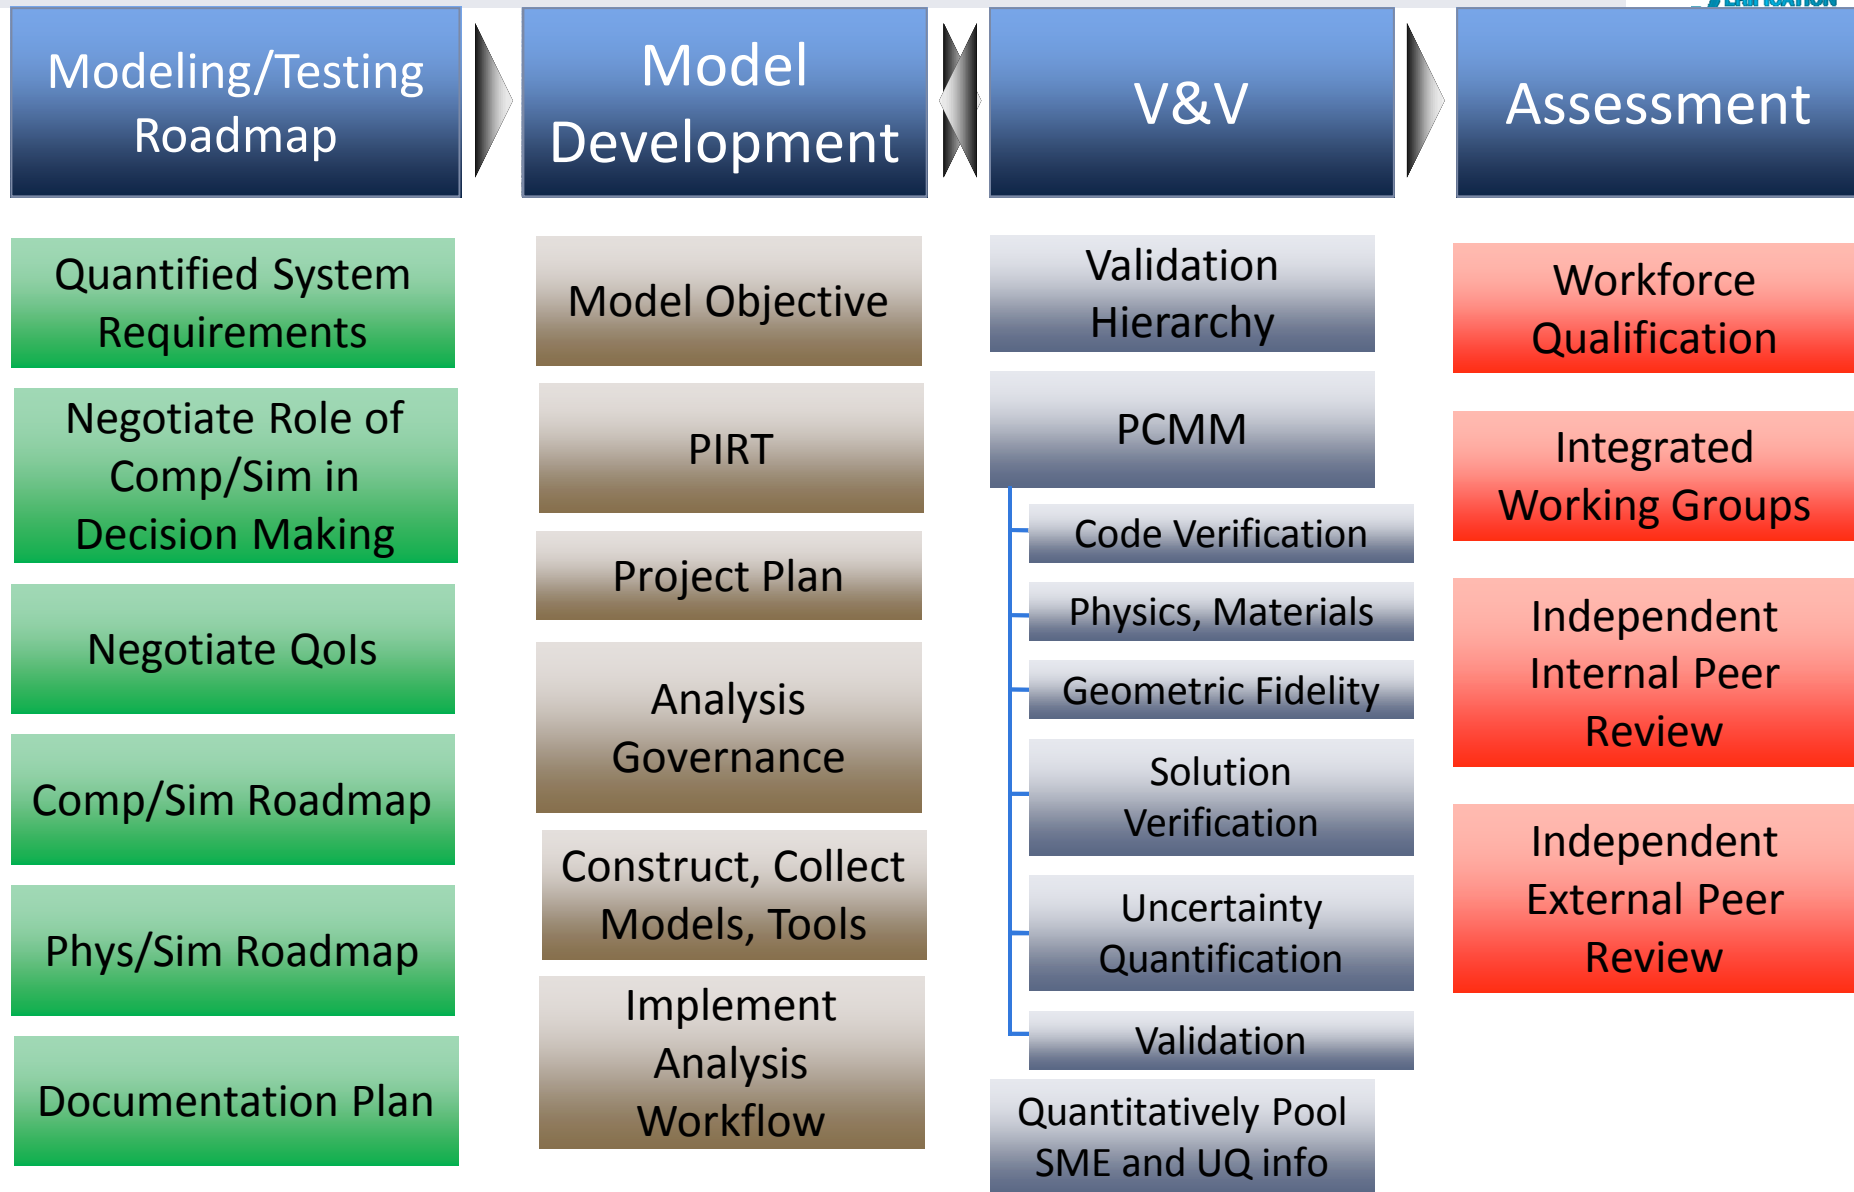 Modeling/Testing
Roadmap
Model
Development
V&V
Assessment
Quantified System
Requirements
Negotiate Role of
Comp/Sim in
Decision Making
Negotiate QoIs
Comp/Sim Roadmap
Phys/Sim Roadmap
Documentation Plan
Model Objective
PIRT
Project Plan
Analysis
Governance
Construct, Collect
Models, Tools
Implement
Analysis
Workflow
Validation
Hierarchy
PCMM
Code Verification
Physics, Materials
Geometric Fidelity
Solution
Verification
Uncertainty
Quantification
Validation
Quantitatively Pool
SME and UQ info
Workforce
Qualification
Integrated
Working Groups
Independent
Internal Peer
Review
Independent
External Peer
Review